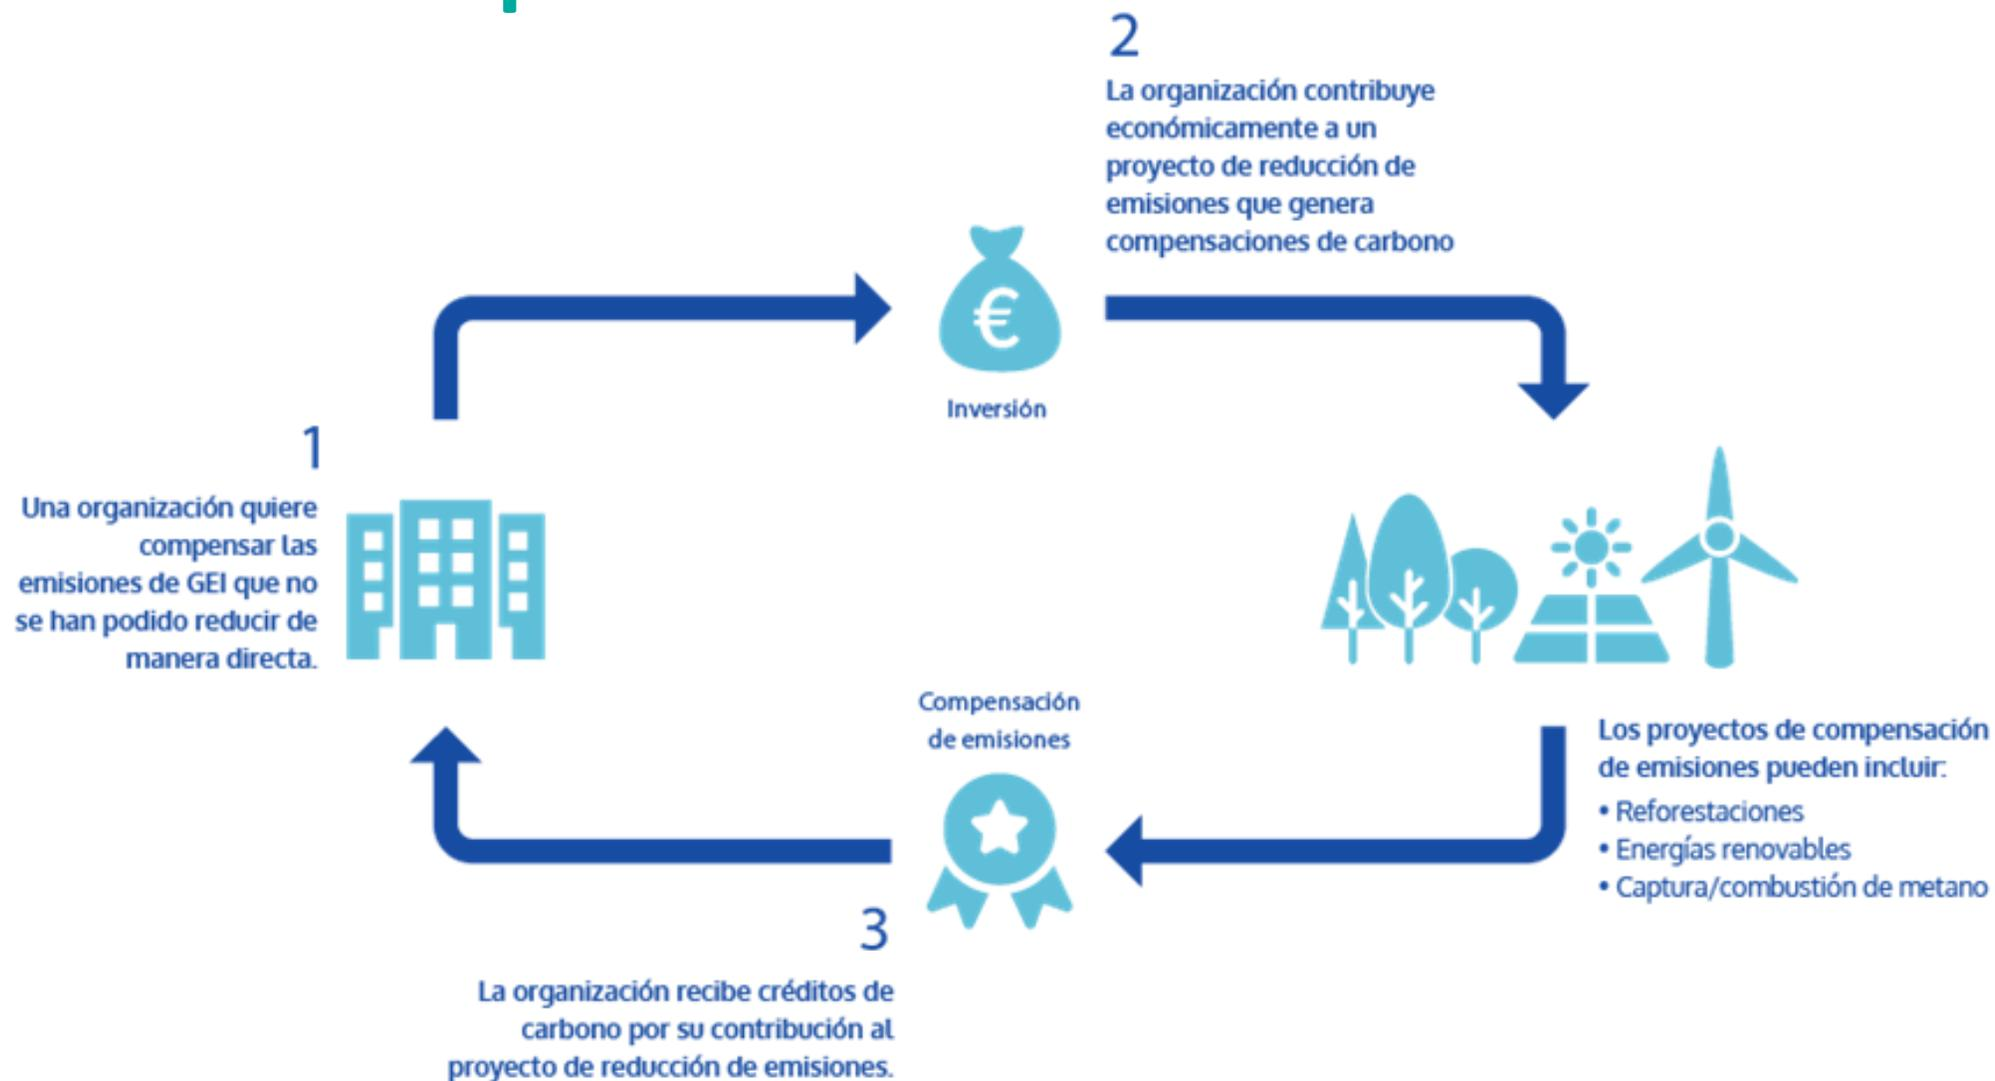 2
La organización contribuye
económicamente a un
proyecto de reducción de
emisiones que genera
compensaciones de carbono
€
Inversión
1
Una organización quiere
compensar las
emisiones de GEI que no
se han podido reducir de
manera directa.
Compensación
de emisiones
Los proyectos de compensación
de emisiones pueden incluir:
• Reforestaciones
• Energías renovables
• Captura/combustión de metano
3
La organización recibe créditos de
carbono por su contribución al
proyecto de reducción de emisiones.